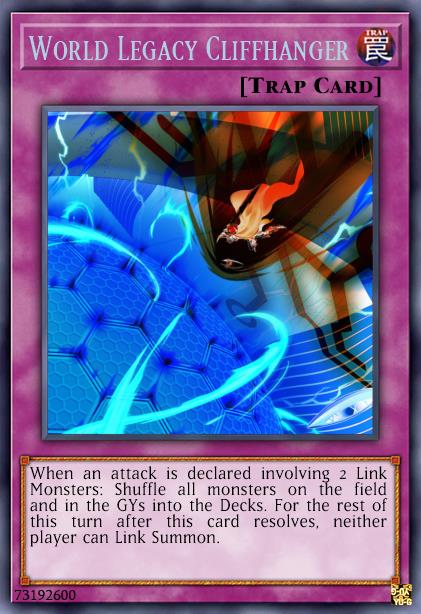 World Legacy Cliffhanger
TRAP
罠
[Trap Card]
When an attack is declared involving 2 Link
Monsters: Shuffle all monsters on the field
and in the GYs into the Decks. For the rest of
this turn after this card resolves, neither
player can Link Summon.
73192600